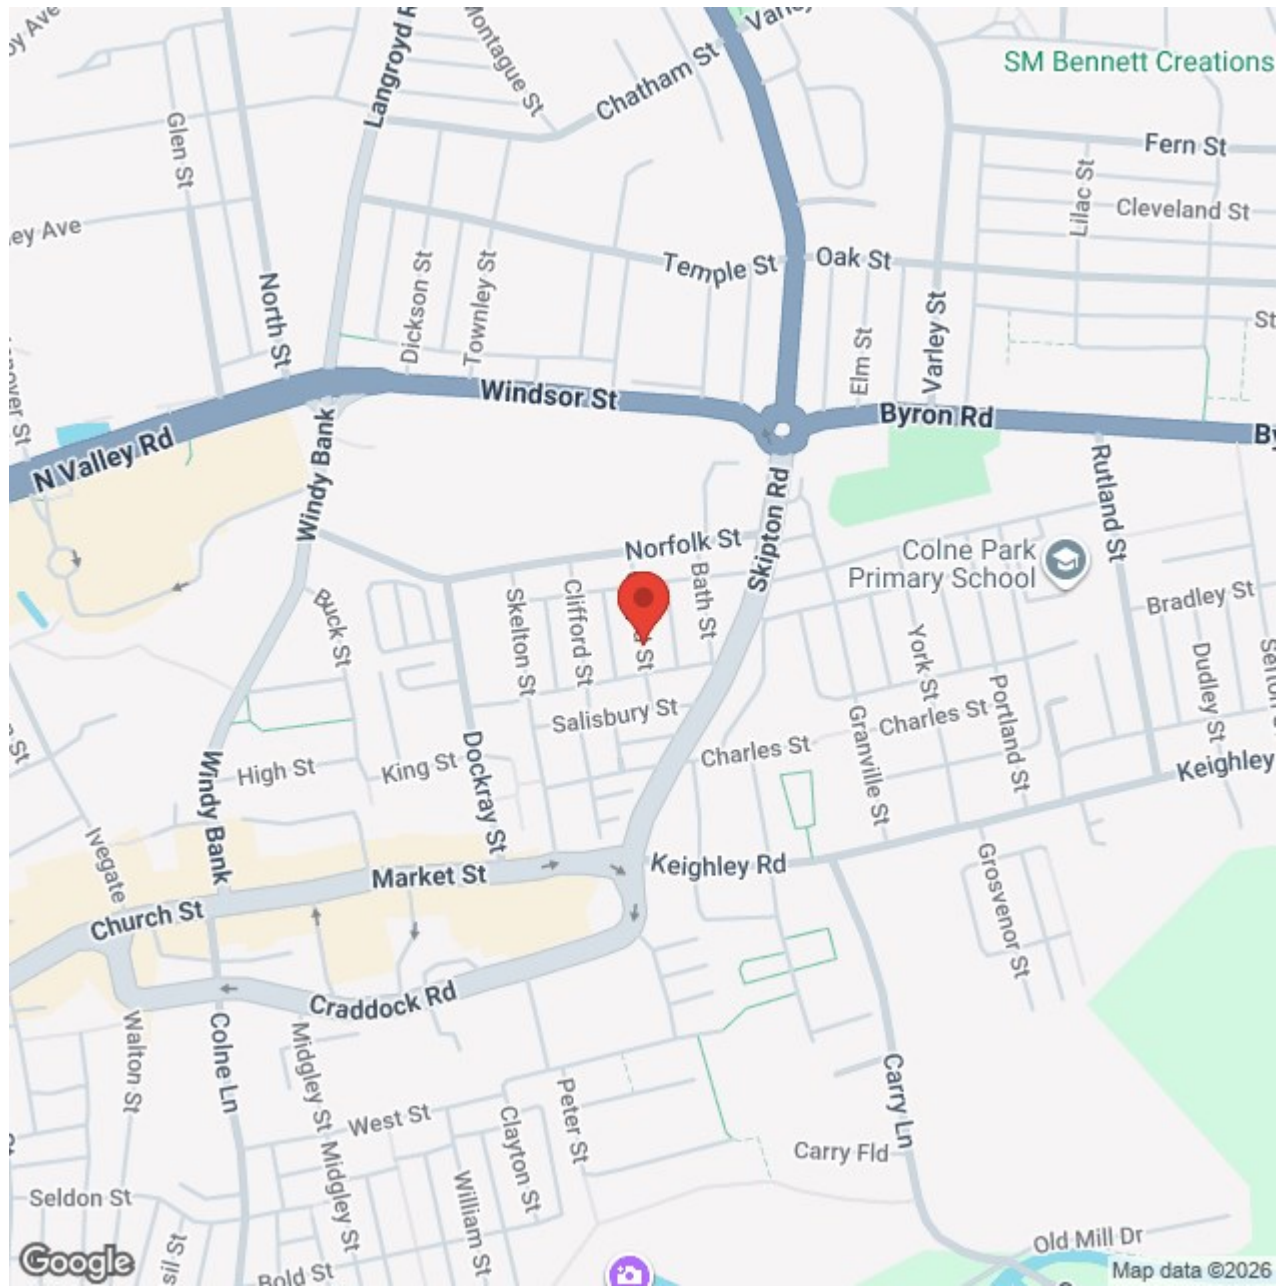 Langroyd R
Montague St
Chatham St
SM Bennett Creations
Glen St
Fern St
Lilac St
Cleveland St
ey Ave
North St
Dickson St
Townley St
Temple St
Oak St
Varley St
Elm St
St
Windsor St
Byron Rd
By
N Valley Rd
Windy Bank
Skipton Rd
Rutland St
Norfolk St
Colne Park
Primary School
Bath St
Buck St
Skelton St
Clifford St
d St
Bradley St
York St
Portland St
Dudley St
Salisbury St
Granville St
Charles St
Charles St
High St
King St
Dockray St
Windy Bank
Keighley
Ivegate
Market St
Keighley Rd
Church St
Grosvenor St
Craddock Rd
Walton St
Colne Ln
Midgley St
West St
Clayton St
Peter St
Carry Ln
Carry Fld
Midgley St
William St
Seldon St
Old Mill Dr
Bold St
Google
Map data ©2026